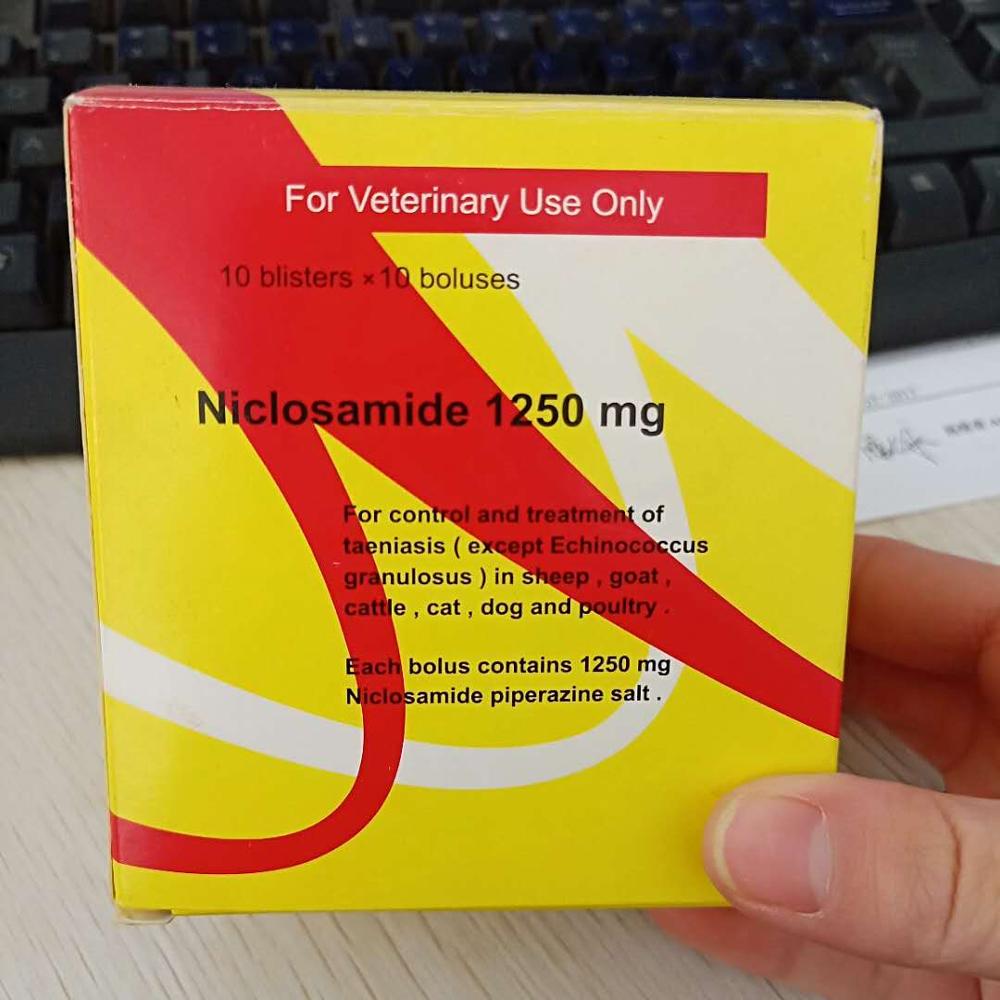 For Veterinary Use Only
10 blisters ×10 boluses
Niclosamide 1250 mg
For control and treatment of
taeniasis ( except Echinococcus
granulosus ) in sheep , goat ,
cattle , cat , dog and poultry .
Each bolus contains 1250 mg
Niclosamide piperazine salt .